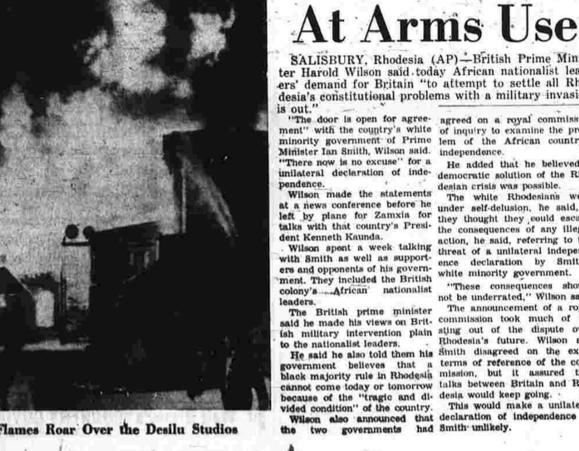 At Arms Use
SALISBURY, Rhodesia (AP)—British Prime Min
ter Harold Wilson said today African nationalist lea
ers' demand for Britain "to attempt to settle all Rh
desia's constitutional problems with a military invasi
is out."
"The door is open for agree-
ment" with the country's white
minority government of Prime
Minister Ian Smith, Wilson said.
"There now is no excuse" for a
unilateral declaration of inde-
pendence.
Wilson made the statements
at a news conference before he
left by plane for Zamxia for
talks with that country's Presi-
dent Kenneth Kaunda.
Wilson spent a week talking
with Smith as well as support-
ers and opponents of his govern-
ment. They included the British
colony's African nationalist
leaders.
The British prime minister
said he made his views on Brit-
ish military intervention plain
to the nationalist leaders.
He said he also told them his
government believes that a
black majority rule in Rhodesia
cannot come today or tomorrow
because of the "tragic and di-
vided condition" of the country.
Wilson also announced that
the two governments had
agreed on a royal commiss
of inquiry to examine the pr
lem of the African countr
independence.
He added that he believed
democratic solution of the R
desian crisis was possible.
The white Rhodesians we
under self-delusion, he said,
they thought they could esca
the consequences of any ille
action, he said, referring to
threat of a unilateral indepe
ence declaration by Smit
white minority government.
"These consequences sho
not be underrated," Wilson sa
The announcement of a ro
commission took much of
sting out of the dispute o
Rhodesia's future. Wilson a
Smith disagreed on the ex
terms of reference of the co
mission, but it assured t
talks between Britain and R
desia would keep going.
This would make a unilate
declaration of independence
Smith unlikely.
Flames Roar Over the Desilu Studios